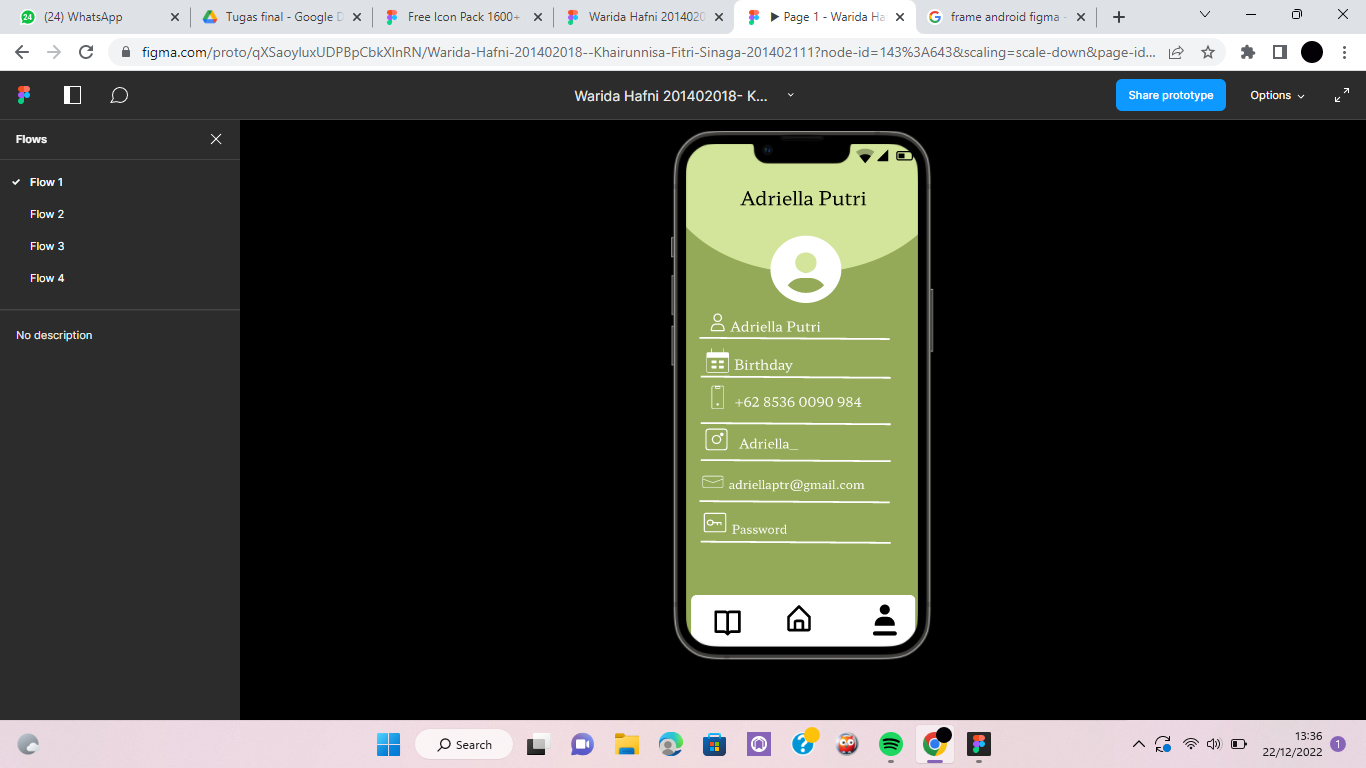 (24) WhatsApp
Tugas final - Google D
Free Icon Pack 1600+
Warida Hafni 2014020
Page 1 - Warida Ha
frame android figma -
figma.com/proto/qXSaoyluxUDPBpCbkXInRN/Warida-Hafni-201402018--Khairunnisa-Fitri-Sinaga-201402111?node-id=143%3A643&scaling=scale-down&page-id...
Warida Hafni 201402018- K...
Share prototype
Options
Flows
Flow 1
Flow 2
Flow 3
Flow 4
No description
Adriella Putri
Adriella Putri
Birthday
+62 8536 0090 984
Adriella_
adriellaptr@gmail.com
Password
Search
13:36
22/12/2022
1